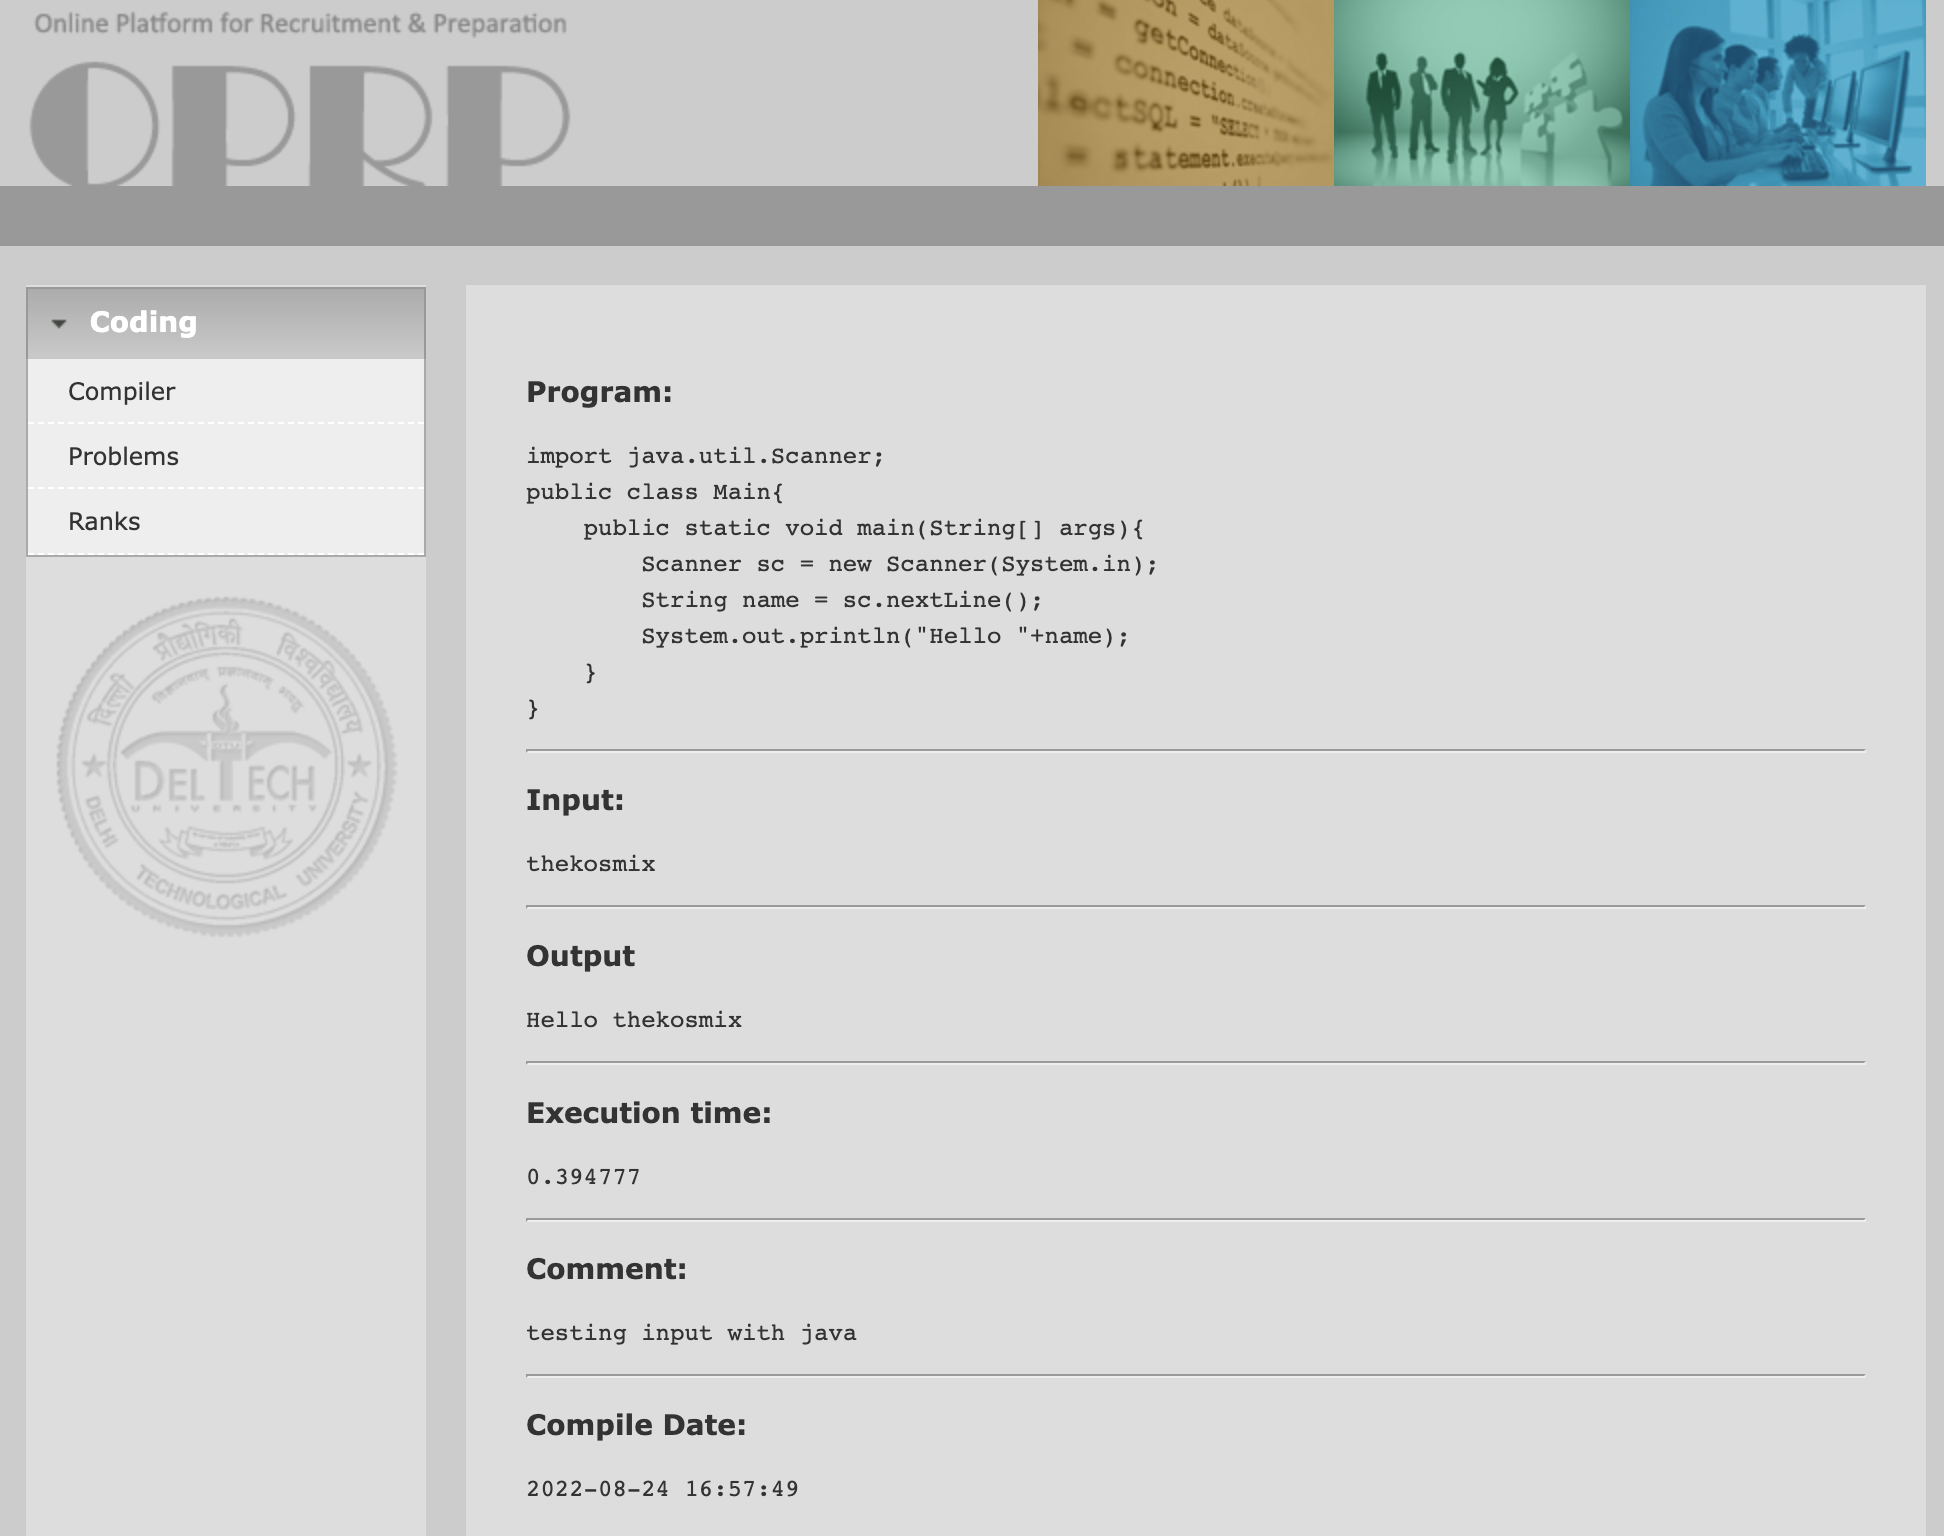 Online Platform for Recruitment & Preparation
OPRP
= getConnection();
= connection.
lectSQL = "SELECT
= statement.
Coding
Compiler
Problems
Ranks
दिल्ली प्रौद्योगिकी विश्वविद्यालय
DELTECH
UNIVERSITY
DELHI TECHNOLOGICAL UNIVERSITY
Program:
import java.util.Scanner;
public class Main{
    public static void main(String[] args){
        Scanner sc = new Scanner(System.in);
        String name = sc.nextLine();
        System.out.println("Hello "+name);
    }
}
Input:
thekosmix
Output
Hello thekosmix
Execution time:
0.394777
Comment:
testing input with java
Compile Date:
2022-08-24 16:57:49